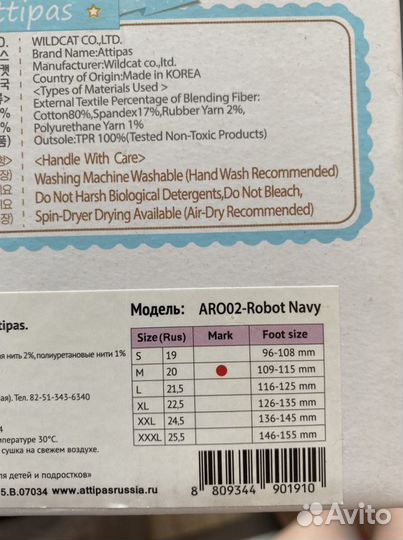 Attipas
WILDCAT CO.,LTD.
Brand Name:Attipas
Manufacturer:Wildcat co.,ltd.
Country of Origin:Made in KOREA
<Types of Materials Used >
External Textile Percentage of Blending Fiber:
Cotton80%,Spandex17%,Rubber Yarn 2%,
Polyurethane Yarn 1%
Outsole:TPR 100%(Tested Non-Toxic Products)
<Handle With Care>
Washing Machine Washable (Hand Wash Recommended)
Do Not Harsh Biological Detergents,Do Not Bleach,
Spin-Dryer Drying Available (Air-Dry Recommended)
Модель: ARO02-Robot Navy
ttipas.
я нить 2%,полиуретановые нити 1%
ая).Тел. 82-51-343-6340
4
пературе 30°C.
сушка на свежем воздухе.
для детей и подростков»
5.В.07034 www.attipasrussia.ru
Size (Rus) Mark Foot size
S 19 96-108 mm
M 20 109-115 mm
L 21,5 116-125 mm
XL 22,5 126-135 mm
XXL 24,5 136-145 mm
XXXL 25,5 146-155 mm
8 809344 901910
Avito